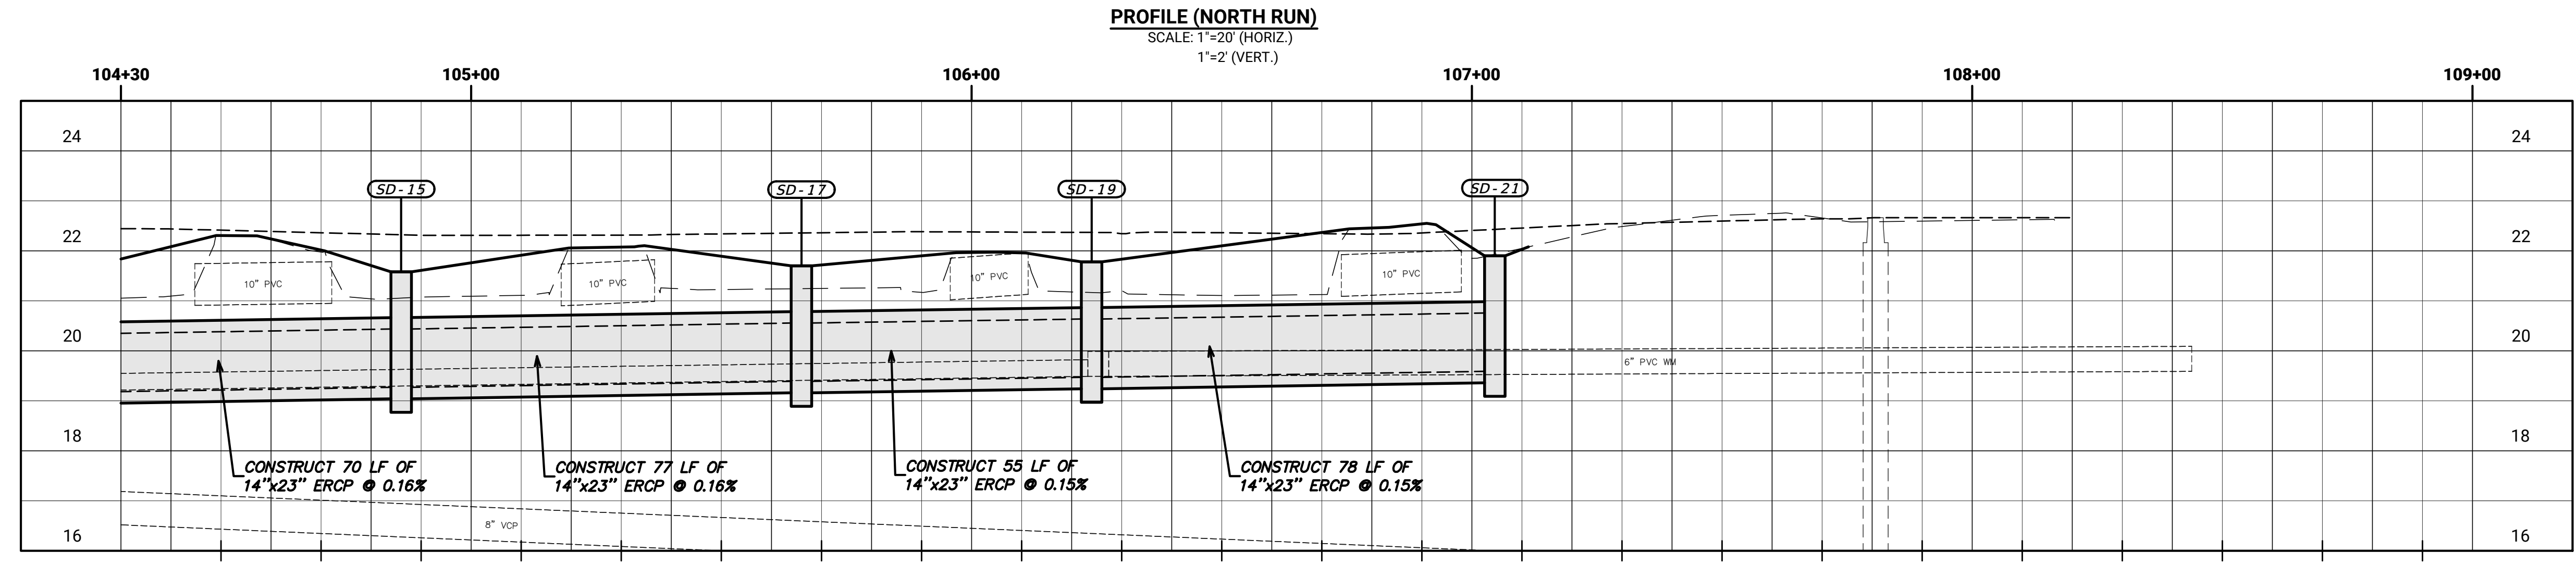 PROFILE (NORTH RUN)
SCALE: 1"=20' (HORIZ.)
1"=2' (VERT.)
104+30 105+00 106+00 107+00 108+00 109+00
24 24
SD-15 SD-17 SD-19 SD-21
22 22
10" PVC 10" PVC 10" PVC 10" PVC
20 20
6" PVC WM
18 18
CONSTRUCT 70 LF OF
14"x23" ERCP @ 0.16%
CONSTRUCT 77 LF OF
14"x23" ERCP @ 0.16%
CONSTRUCT 55 LF OF
14"x23" ERCP @ 0.15%
CONSTRUCT 78 LF OF
14"x23" ERCP @ 0.15%
8" VCP
16 16